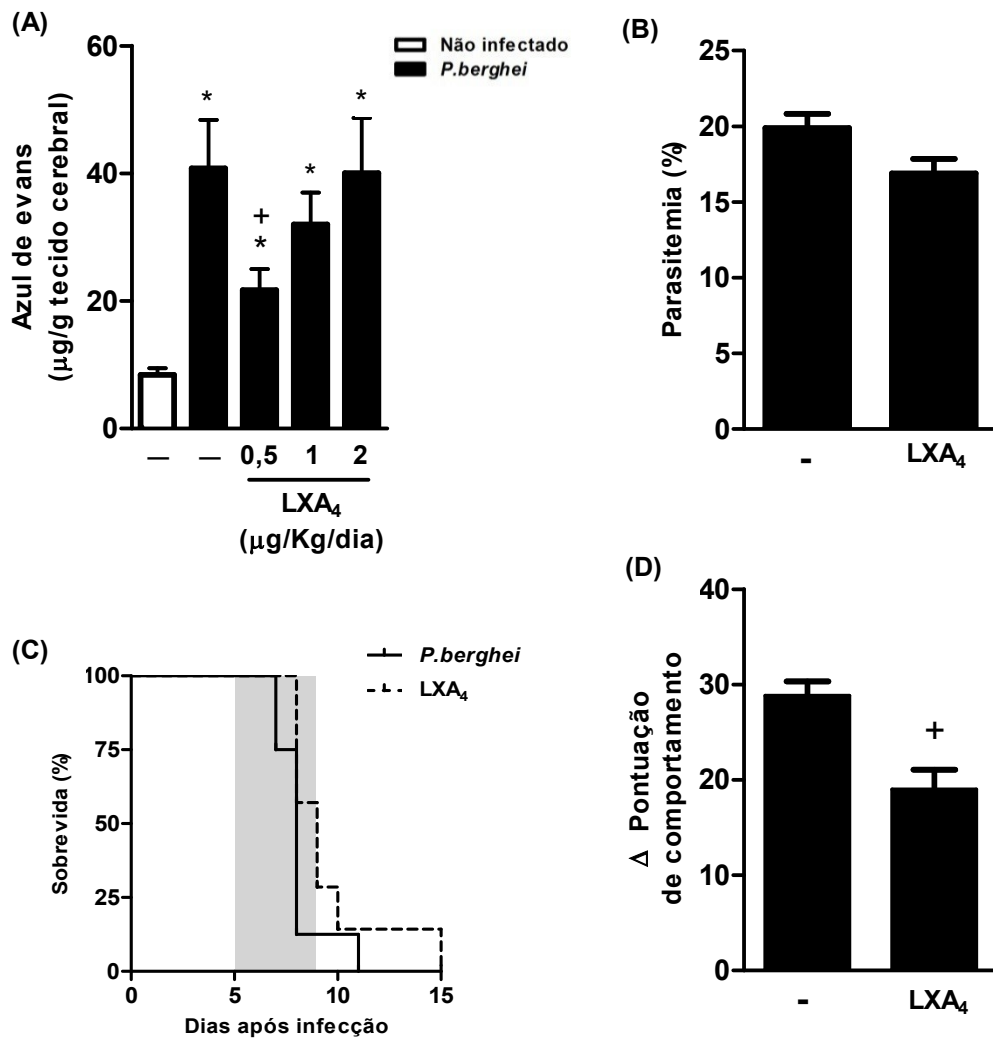 (A)
60
40
20
0
Azul de evans
(µg/g tecido cerebral)
Não infectado
P.berghei
*
+
*
*
*
— — 0,5 1 2
LXA₄
(µg/Kg/dia)
(B)
25
20
15
10
5
0
Parasitemia (%)
- LXA₄
(C)
P.berghei
LXA₄
100
75
50
25
0
Sobrevida (%)
0 5 10 15
Dias após infecção
(D)
40
30
20
10
0
Δ Pontuação
de comportamento
+
- LXA₄